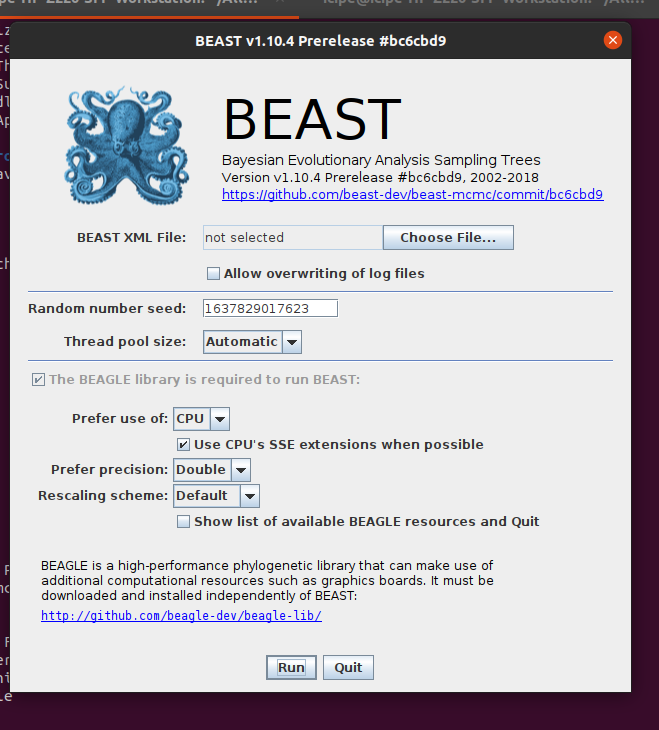 BEAST v1.10.4 Prerelease #bc6cbd9
BEAST
Bayesian Evolutionary Analysis Sampling Trees
Version v1.10.4 Prerelease #bc6cbd9, 2002-2018
https://github.com/beast-dev/beast-mcmc/commit/bc6cbd9
BEAST XML File: not selected Choose File...
Allow overwriting of log files
Random number seed: 1637829017623
Thread pool size: Automatic
The BEAGLE library is required to run BEAST:
Prefer use of: CPU
Use CPU's SSE extensions when possible
Prefer precision: Double
Rescaling scheme: Default
Show list of available BEAGLE resources and Quit
BEAGLE is a high-performance phylogenetic library that can make use of
additional computational resources such as graphics boards. It must be
downloaded and installed independently of BEAST:
http://github.com/beagle-dev/beagle-lib/
Run Quit